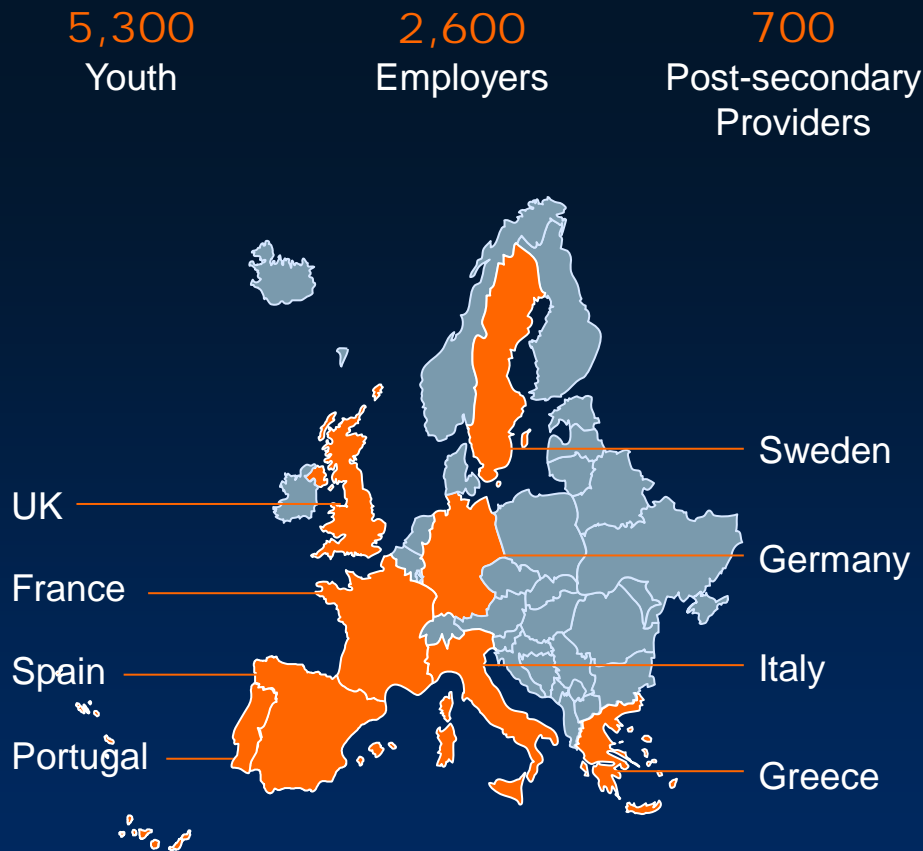 5,300
Youth
2,600
Employers
700
Post-secondary
Providers
UK
France
Spain
Portugal
Sweden
Germany
Italy
Greece